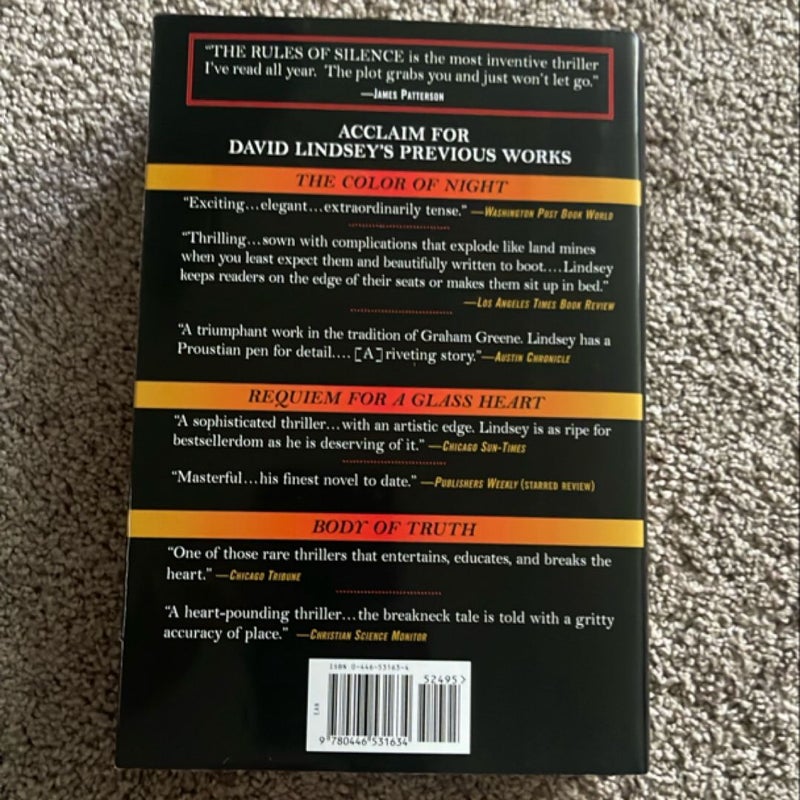 "THE RULES OF SILENCE is the most inventive thriller
I've read all year. The plot grabs you and just won't let go."
—JAMES PATTERSON
ACCLAIM FOR
DAVID LINDSEY'S PREVIOUS WORKS
THE COLOR OF NIGHT
"Exciting…elegant…extraordinarily tense." —WASHINGTON POST BOOK WORLD
"Thrilling…sown with complications that explode like land mines
when you least expect them and beautifully written to boot.…Lindsey
keeps readers on the edge of their seats or makes them sit up in bed."
—LOS ANGELES TIMES BOOK REVIEW
"A triumphant work in the tradition of Graham Greene. Lindsey has a
Proustian pen for detail.… [A] riveting story."—AUSTIN CHRONICLE
REQUIEM FOR A GLASS HEART
"A sophisticated thriller…with an artistic edge. Lindsey is as ripe for
bestsellerdom as he is deserving of it." —CHICAGO SUN-TIMES
"Masterful…his finest novel to date." —PUBLISHERS WEEKLY (STARRED REVIEW)
BODY OF TRUTH
"One of those rare thrillers that entertains, educates, and breaks the
heart." —CHICAGO TRIBUNE
"A heart-pounding thriller…the breakneck tale is told with a gritty
accuracy of place." —CHRISTIAN SCIENCE MONITOR
ISBN 0-446-53163-4
52495>
EAN
9 780446 531634